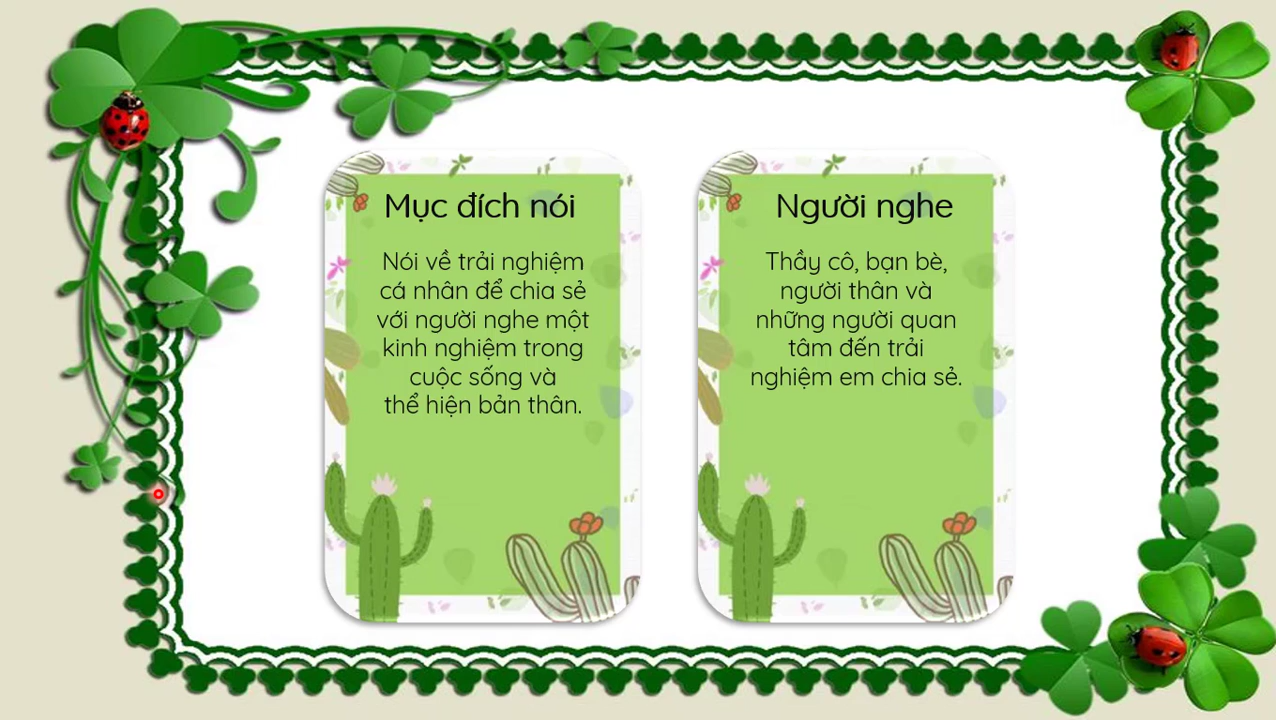 Mục đích nói
Nói về trải nghiệm
cá nhân để chia sẻ
với người nghe một
kinh nghiệm trong
cuộc sống và
thể hiện bản thân.
Người nghe
Thầy cô, bạn bè,
người thân và
những người quan
tâm đến trải
nghiệm em chia sẻ.